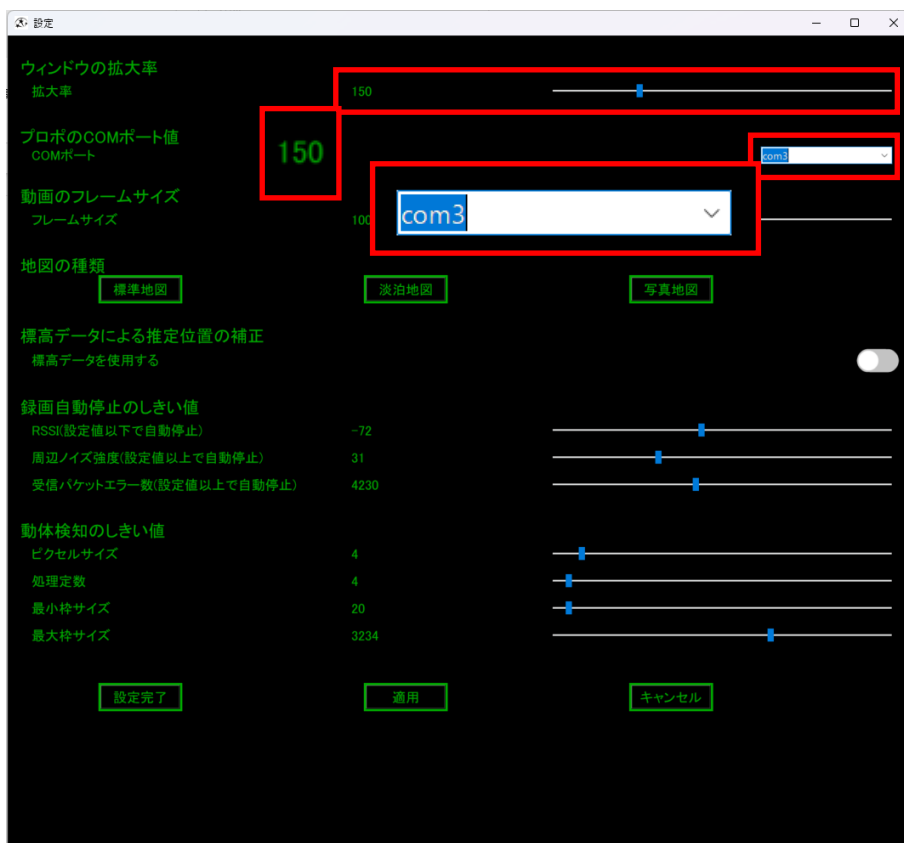 設定
ウィンドウの拡大率
拡大率 150
プロポのCOMポート値
COMポート com3
150
com3
動画のフレームサイズ
フレームサイズ 100
地図の種類
標準地図 淡泊地図 写真地図
標高データによる推定位置の補正
標高データを使用する
録画自動停止のしきい値
RSSI(設定値以下で自動停止) -72
周辺ノイズ強度(設定値以上で自動停止) 31
受信パケットエラー数(設定値以上で自動停止) 4230
動体検知のしきい値
ピクセルサイズ 4
処理定数 4
最小枠サイズ 20
最大枠サイズ 3234
設定完了 適用 キャンセル